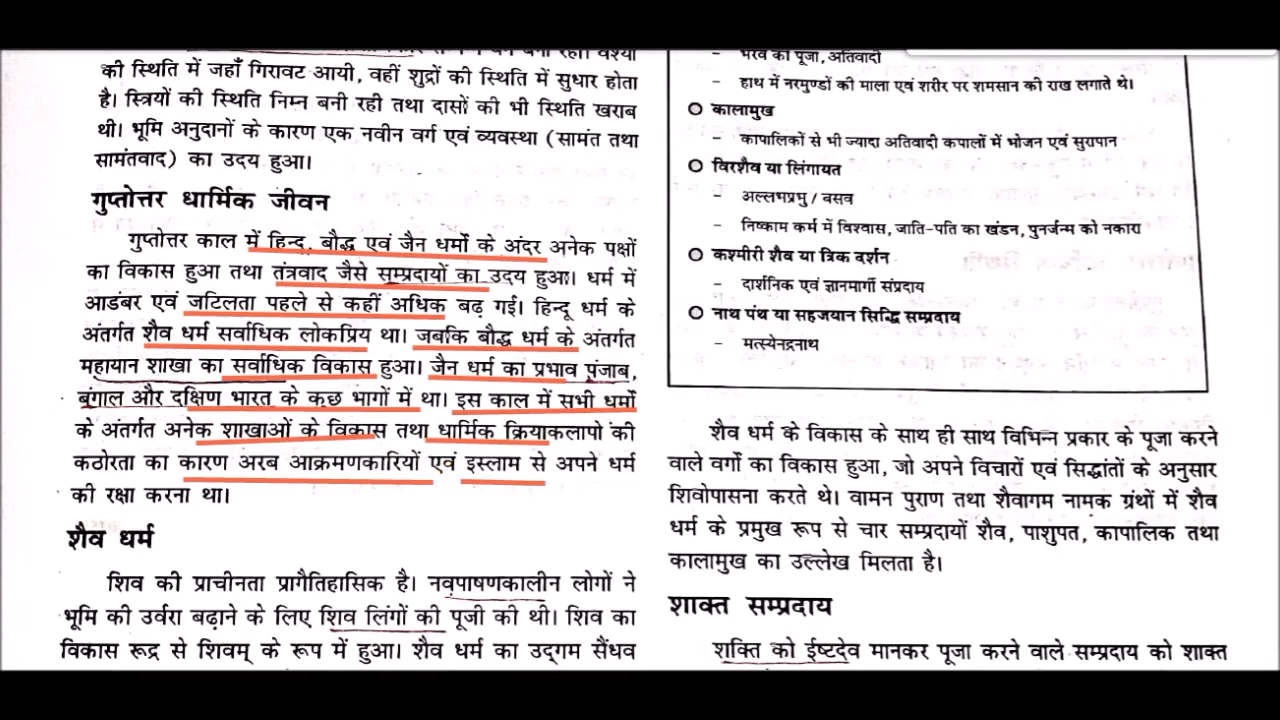 की स्थिति में जहाँ गिरावट आयी, वहीं शुद्रों की स्थिति में सुधार होता
है। स्त्रियों की स्थिति निम्न बनी रही तथा दासों की भी स्थिति खराब
थी। भूमि अनुदानों के कारण एक नवीन वर्ग एवं व्यवस्था (सामंत तथा
सामंतवाद) का उदय हुआ।
गुप्तोत्तर धार्मिक जीवन
गुप्तोत्तर काल में हिन्दू, बौद्ध एवं जैन धर्मो के अंदर अनेक पक्षों
का विकास हुआ तथा तंत्रवाद जैसे सम्प्रदायों का उदय हुआ। धर्म में
आडंबर एवं जटिलता पहले से कहीं अधिक बढ़ गई। हिन्दू धर्म के
अंतर्गत शैव धर्म सर्वाधिक लोकप्रिय था। जबकि बौद्ध धर्म के अंतर्गत
महायान शाखा का सर्वाधिक विकास हुआ। जैन धर्म का प्रभाव पंजाब,
बंगाल और दक्षिण भारत के कुछ भागों में था। इस काल में सभी धर्मो
के अंतर्गत अनेक शाखाओं के विकास तथा धार्मिक क्रियाकलापो की
कठोरता का कारण अरब आक्रमणकारियों एवं इस्लाम से अपने धर्म
की रक्षा करना था।
शैव धर्म
शिव की प्राचीनता प्रागैतिहासिक है। नवपाषणकालीन लोगों ने
भूमि की उर्वरा बढ़ाने के लिए शिव लिंगों की पूजी की थी। शिव का
विकास रूद्र से शिवम् के रूप में हुआ। शैव धर्म का उद्गम सैंधव
- भैरव की पूजा, अतिवादी
- हाथ में नरमुण्डों की माला एवं शरीर पर शमसान की राख लगाते थे।
कालामुख
- कापालिकों से भी ज्यादा अतिवादी कपालों में भोजन एवं सुरापान
विरशैव या लिंगायत
- अल्लभप्रभु / बसव
- निष्काम कर्म में विश्वास, जाति-पति का खंडन, पुनर्जन्म को नकारा
कश्मीरी शैव या त्रिक दर्शन
- दार्शनिक एवं ज्ञानमार्गी संप्रदाय
नाथ पंथ या सहजयान सिद्धि सम्प्रदाय
- मत्स्येनद्रनाथ
शैव धर्म के विकास के साथ ही साथ विभिन्न प्रकार के पूजा करने
वाले वर्गो का विकास हुआ, जो अपने विचारों एवं सिद्धांतों के अनुसार
शिवोपासना करते थे। वामन पुराण तथा शैवागम नामक ग्रंथों में शैव
धर्म के प्रमुख रूप से चार सम्प्रदायों शैव, पाशुपत, कापालिक तथा
कालामुख का उल्लेख मिलता है।
शाक्त सम्प्रदाय
शक्ति को ईष्टदेव मानकर पूजा करने वाले सम्प्रदाय को शाक्त